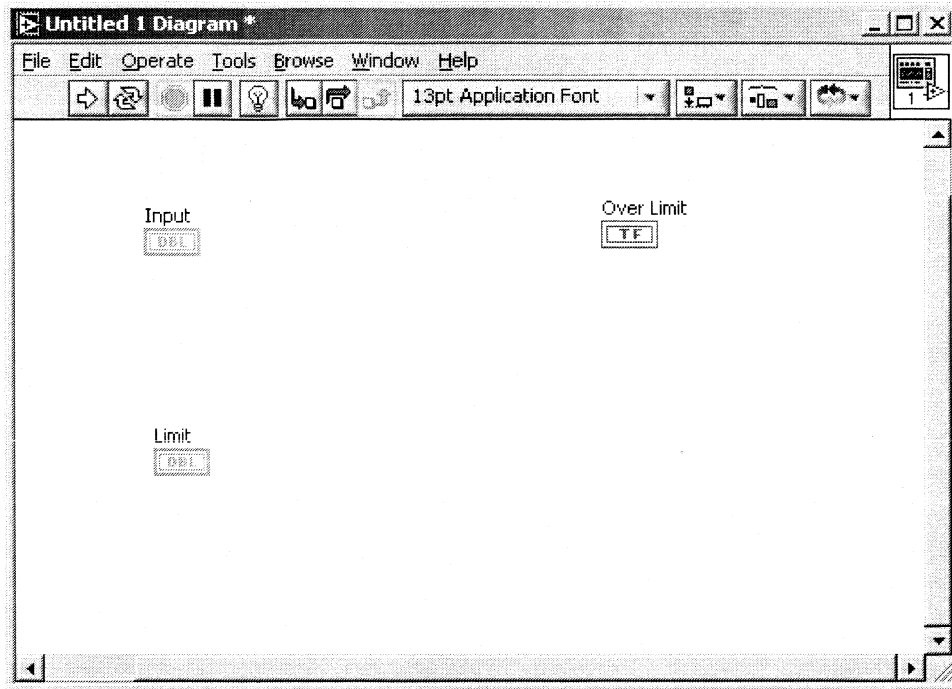 Untitled 1 Diagram *
File Edit Operate Tools Browse Window Help
13pt Application Font
1
Input
DBL
Over Limit
TF
Limit
DBL